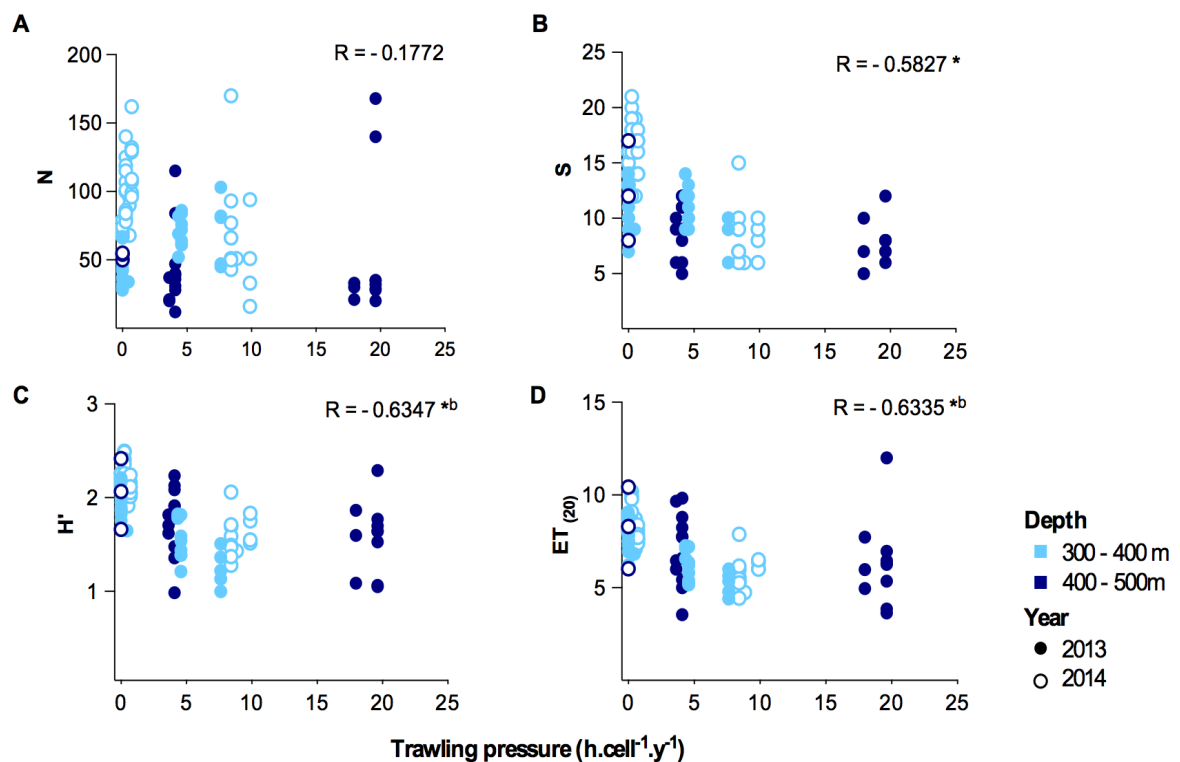 A
R = - 0.1772
200
150
100
50
N
0 5 10 15 20 25
B
R = - 0.5827 *
25
20
15
10
5
S
0 5 10 15 20 25
C
R = - 0.6347 *b
3
2
1
H'
0 5 10 15 20 25
D
R = - 0.6335 *b
15
10
5
ET (20)
0 5 10 15 20 25
Trawling pressure (h.cell-1.y-1)
Depth
300 - 400 m
400 - 500m
Year
2013
2014